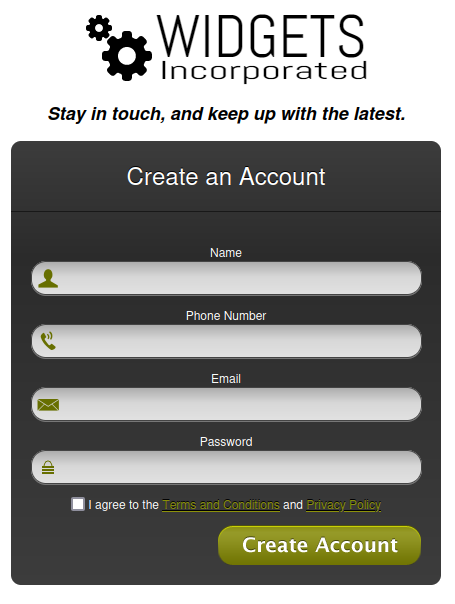 WIDGETS
Incorporated
Stay in touch, and keep up with the latest.
Create an Account
Name
Phone Number
Email
Password
I agree to the Terms and Conditions and Privacy Policy
Create Account